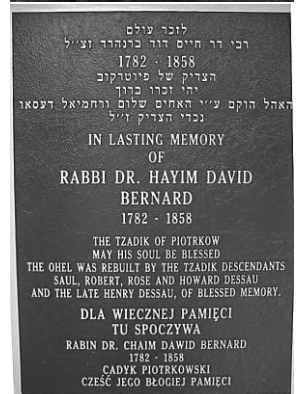 לזכר עולם
רבי דר חיים דוד ברנהרד זצ״ל
1782 - 1858
הצדיק של פיוטרקוב
יהי זכרו ברוך
האהל הוקם ע״י האחים שלום ורחמיאל דעסאו
נכדי הצדיק ז״ל
IN LASTING MEMORY
OF
RABBI DR. HAYIM DAVID
BERNARD
1782 - 1858
THE TZADIK OF PIOTRKOW
MAY HIS SOUL BE BLESSED
THE OHEL WAS REBUILT BY THE TZADIK DESCENDANTS
SAUL, ROBERT, ROSE AND HOWARD DESSAU
AND THE LATE HENRY DESSAU, OF BLESSED MEMORY.
DLA WIECZNEJ PAMIĘCI
TU SPOCZYWA
RABIN DR. CHAIM DAWID BERNARD
1782 - 1858
CADYK PIOTRKOWSKI
CZEŚĆ JEGO BŁOGIEJ PAMIĘCI